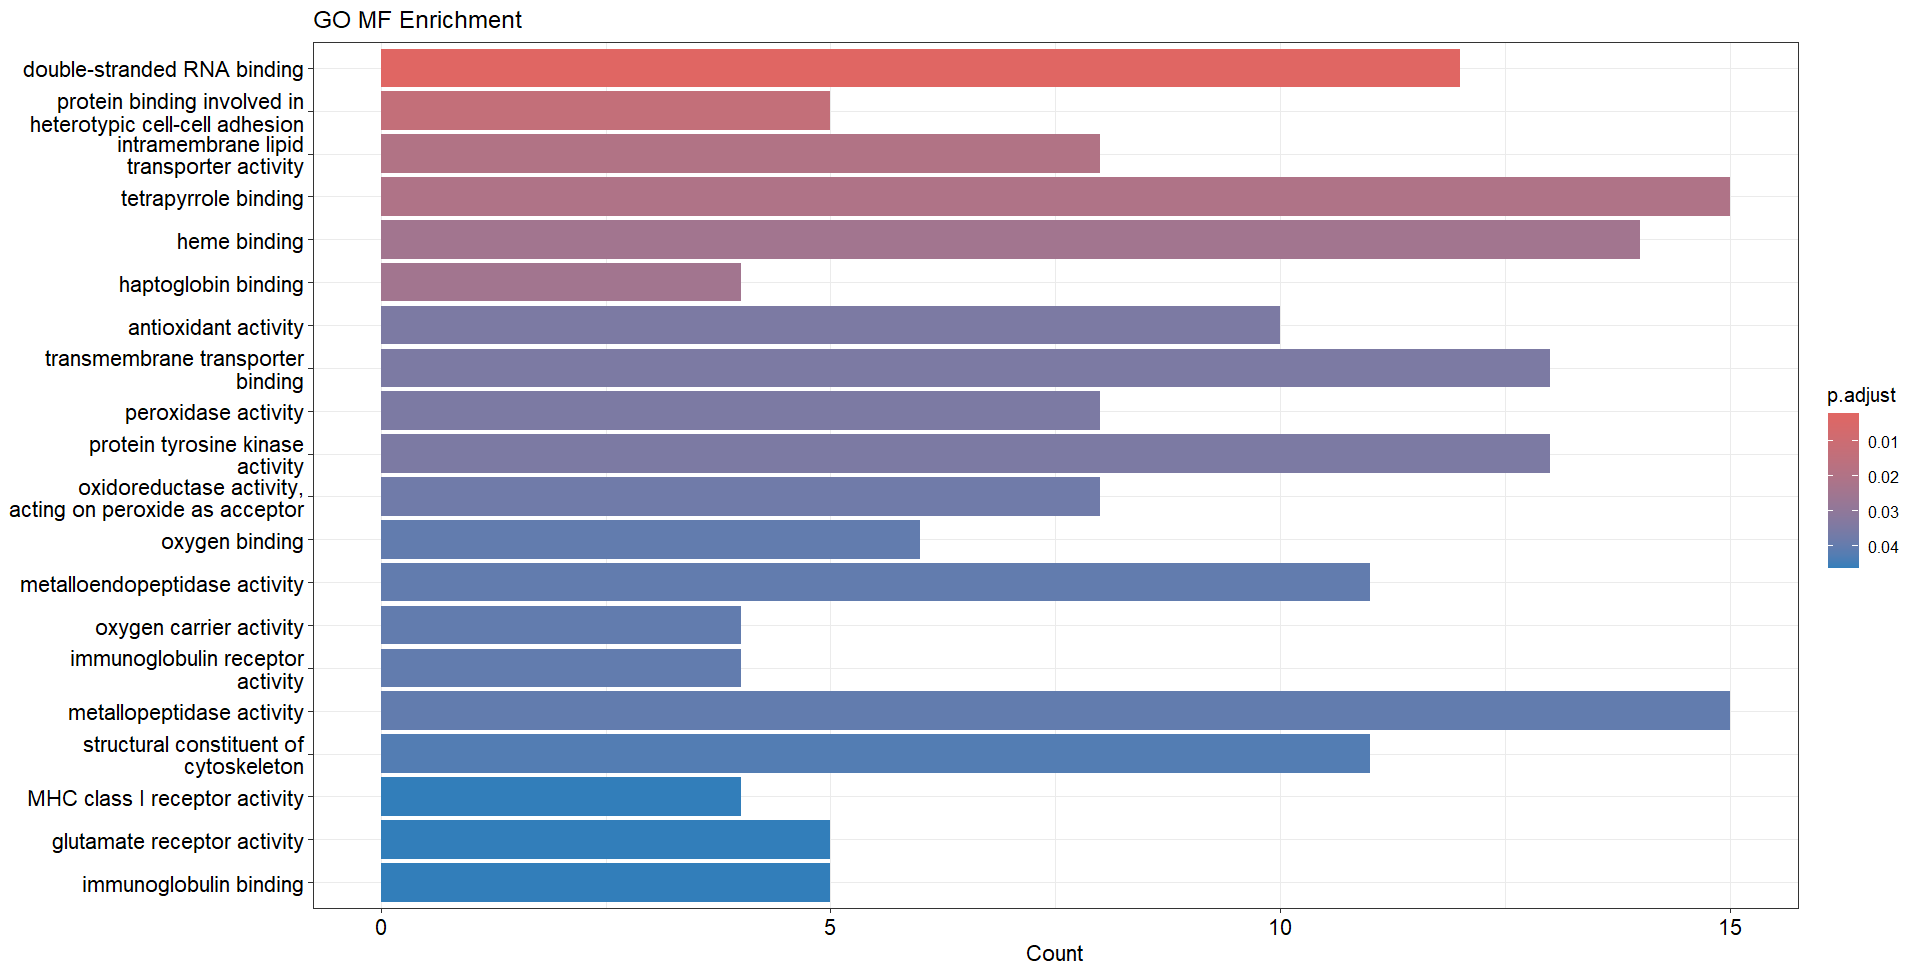 GO MF Enrichment
double-stranded RNA binding
protein binding involved in
heterotypic cell-cell adhesion
intramembrane lipid
transporter activity
tetrapyrrole binding
heme binding
haptoglobin binding
antioxidant activity
transmembrane transporter
binding
peroxidase activity
protein tyrosine kinase
activity
oxidoreductase activity,
acting on peroxide as acceptor
oxygen binding
metalloendopeptidase activity
oxygen carrier activity
immunoglobulin receptor
activity
metallopeptidase activity
structural constituent of
cytoskeleton
MHC class I receptor activity
glutamate receptor activity
immunoglobulin binding
0 5 10 15
Count
p.adjust
0.01
0.02
0.03
0.04